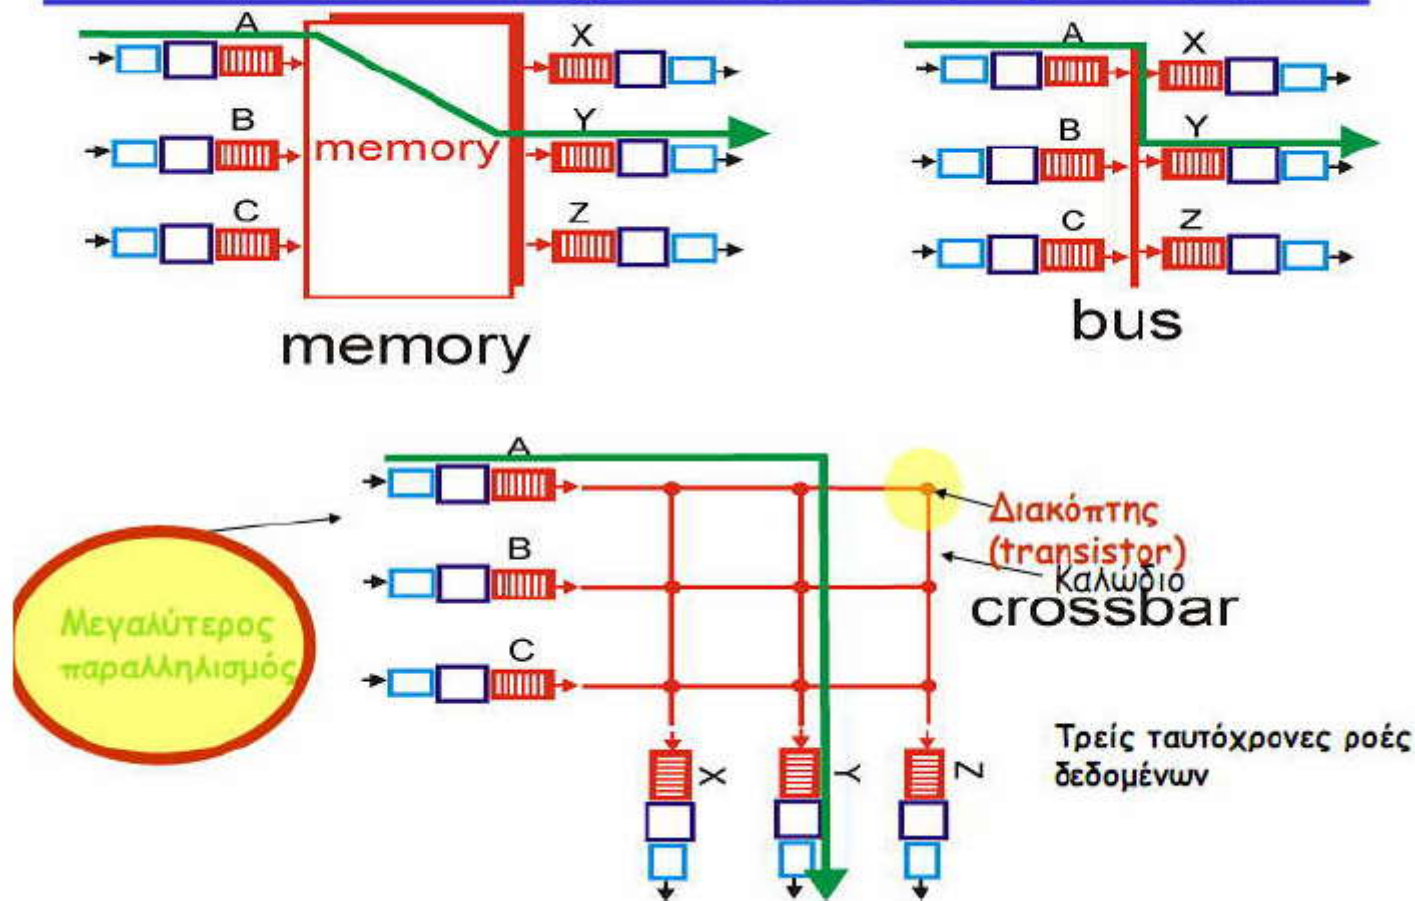 A
X
B
memory
Y
C
Z
memory
A
X
B
Y
C
Z
bus
A
B
C
Διακόπτης
(transistor)
Καλώδιο
crossbar
Μεγαλύτερος
παραλληλισμός
X
Y
Z
Τρείς ταυτόχρονες ροές
δεδομένων